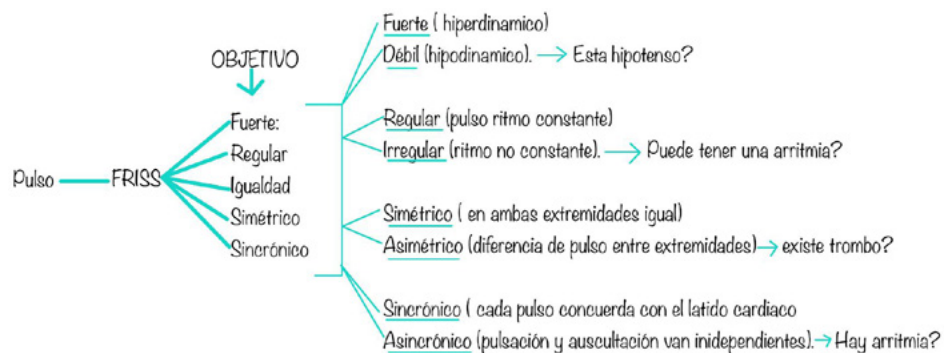 Pulso
FRISS
OBJETIVO
Fuerte:
Regular
Igualdad
Simétrico
Sincrónico
Fuerte ( hiperdinamico)
Débil (hipodinamico). → Esta hipotenso?
Regular (pulso ritmo constante)
Irregular (ritmo no constante). → Puede tener una arritmia?
Simétrico ( en ambas extremidades igual)
Asimétrico (diferencia de pulso entre extremidades) → existe trombo?
Sincrónico ( cada pulso concuerda con el latido cardiaco
Asincrónico (pulsación y auscultación van inidependientes). → Hay arritmia?